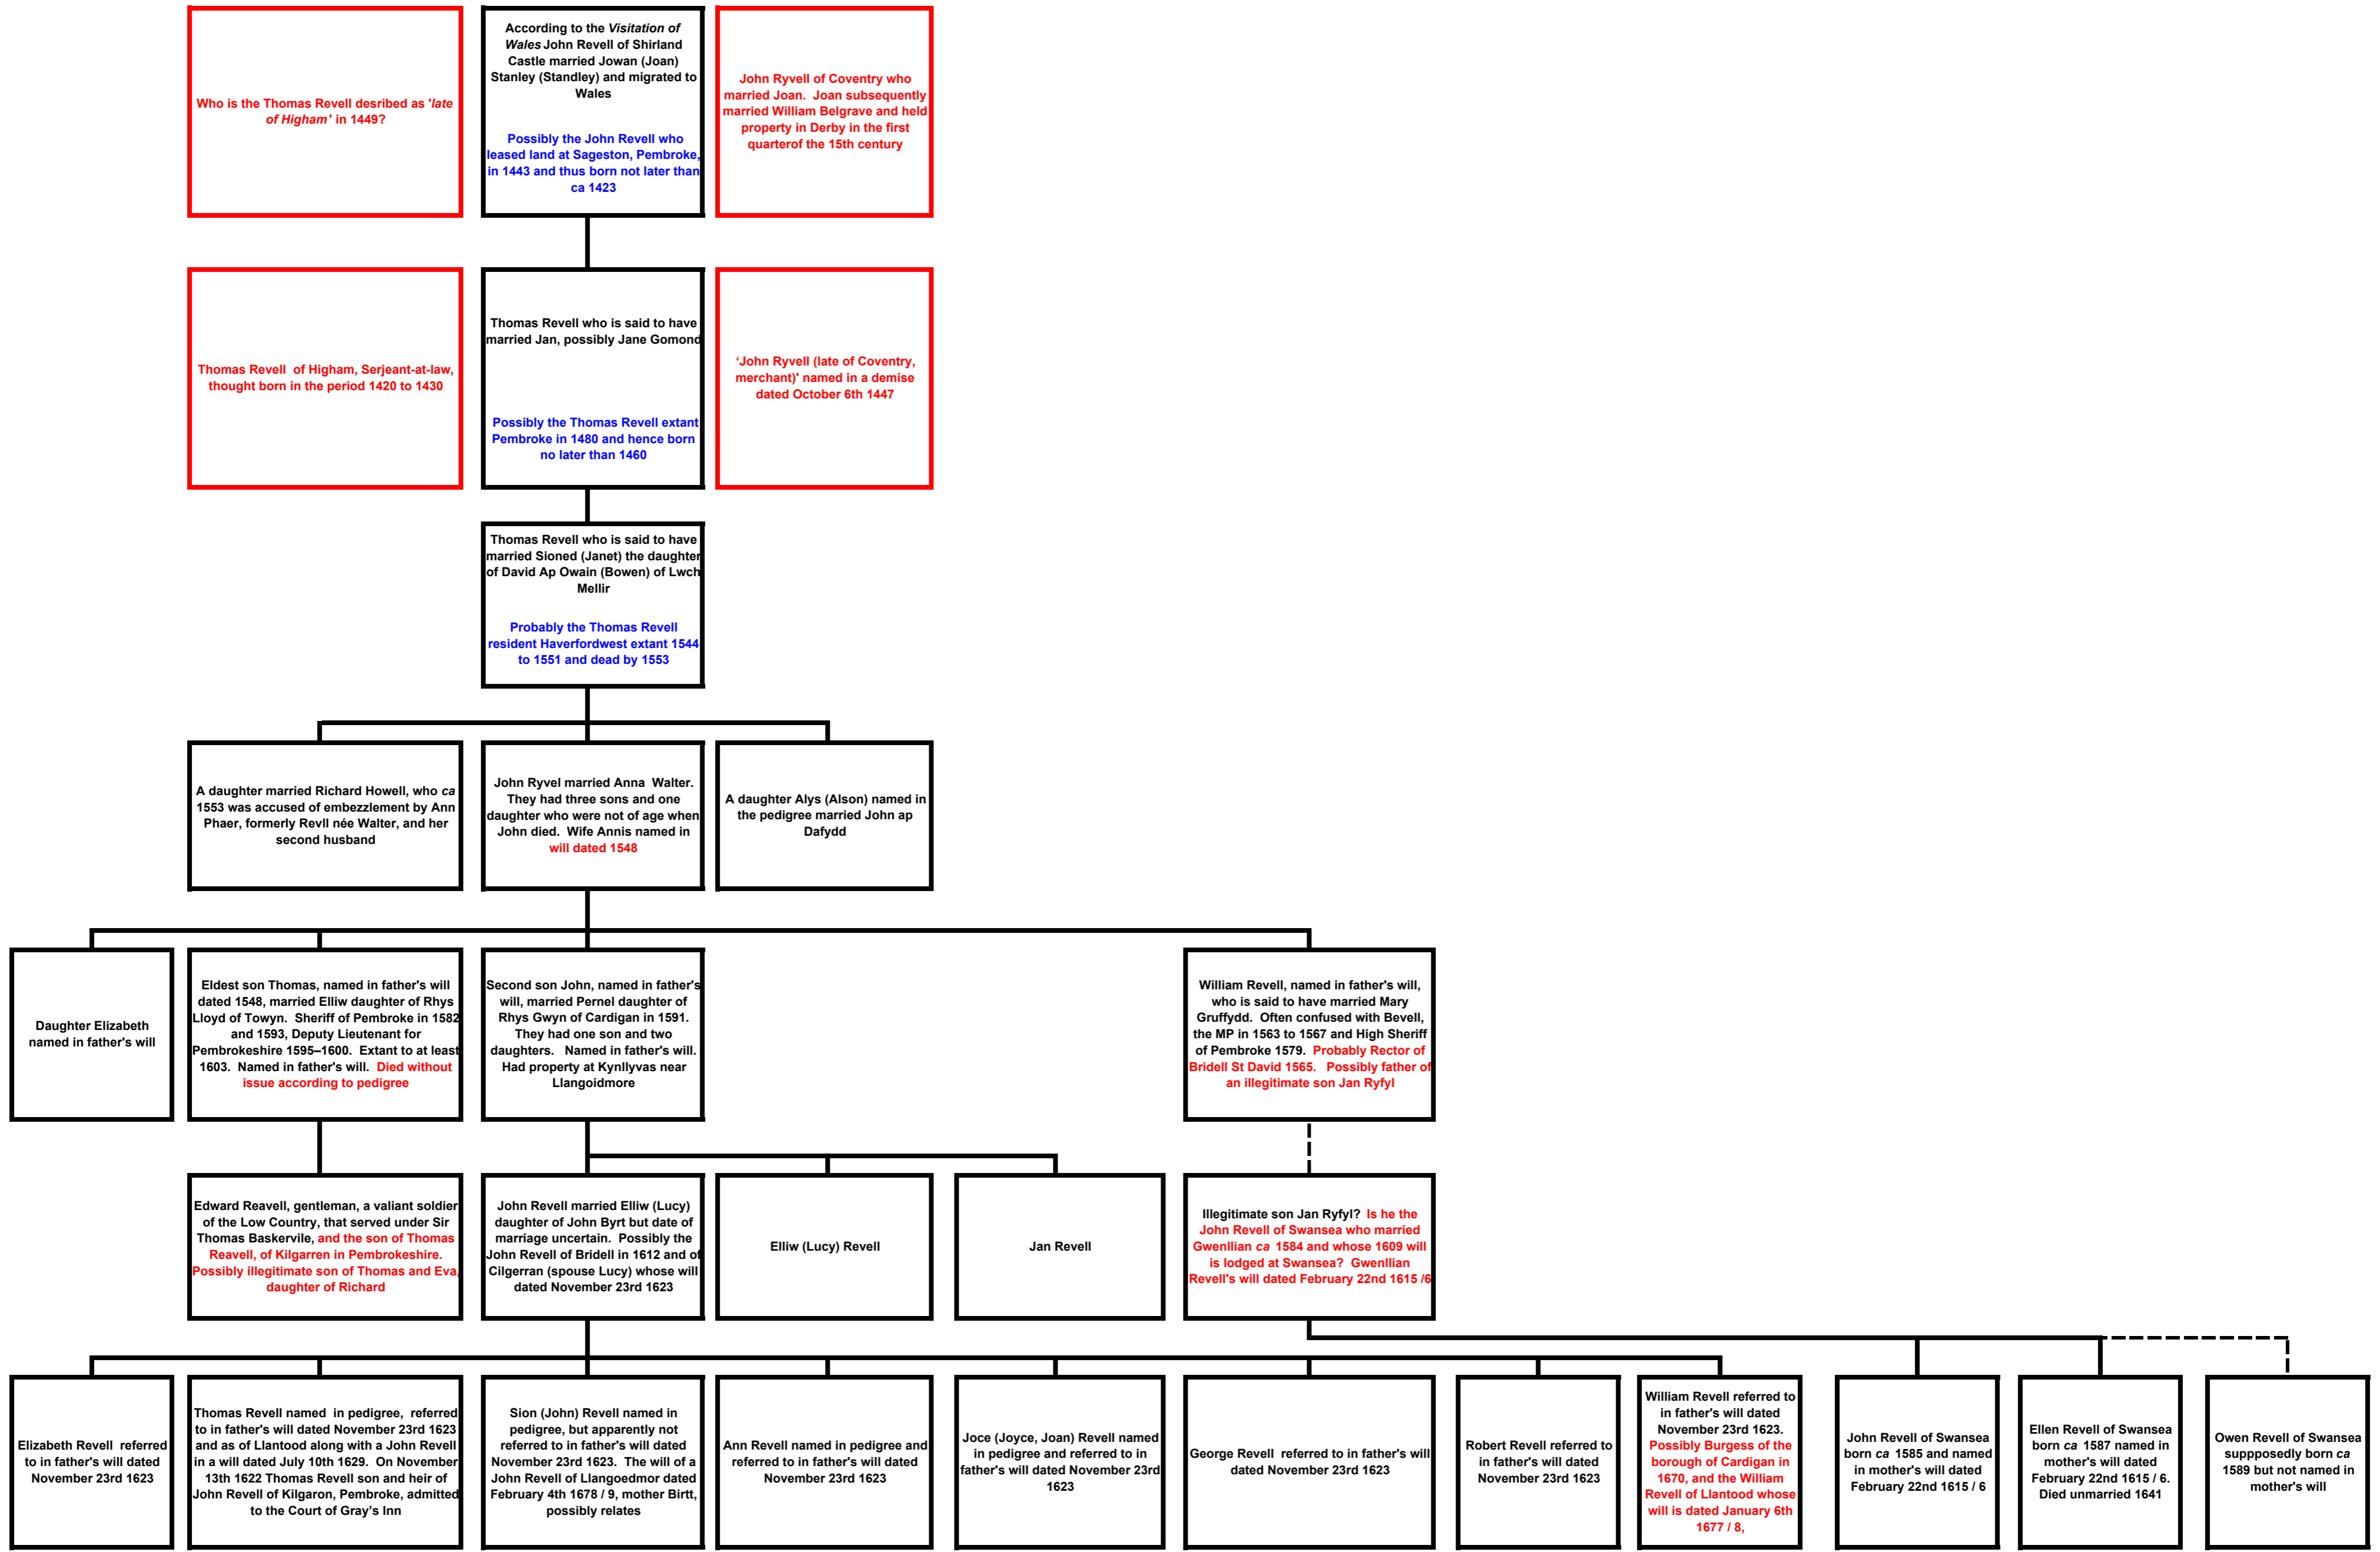 Who is the Thomas Revell desribed as 'late
of Higham' in 1449?
According to the Visitation of
Wales John Revell of Shirland
Castle married Jowan (Joan)
Stanley (Standley) and migrated to
Wales
Possibly the John Revell who
leased land at Sageston, Pembroke,
in 1443 and thus born not later than
ca 1423
John Ryvell of Coventry who
married Joan. Joan subsequently
married William Belgrave and held
property in Derby in the first
quarterof the 15th century
Thomas Revell of Higham, Serjeant-at-law,
thought born in the period 1420 to 1430
Thomas Revell who is said to have
married Jan, possibly Jane Gomond
Possibly the Thomas Revell extant
Pembroke in 1480 and hence born
no later than 1460
‘John Ryvell (late of Coventry,
merchant)' named in a demise
dated October 6th 1447
Thomas Revell who is said to have
married Sioned (Janet) the daughter
of David Ap Owain (Bowen) of Lwch
Mellir
Probably the Thomas Revell
resident Haverfordwest extant 1544
to 1551 and dead by 1553
A daughter married Richard Howell, who ca
1553 was accused of embezzlement by Ann
Phaer, formerly Revll née Walter, and her
second husband
John Ryvel married Anna Walter.
They had three sons and one
daughter who were not of age when
John died. Wife Annis named in
will dated 1548
A daughter Alys (Alson) named in
the pedigree married John ap
Dafydd
Daughter Elizabeth
named in father's will
Eldest son Thomas, named in father's will
dated 1548, married Elliw daughter of Rhys
Lloyd of Towyn. Sheriff of Pembroke in 1582
and 1593, Deputy Lieutenant for
Pembrokeshire 1595–1600. Extant to at least
1603. Named in father's will. Died without
issue according to pedigree
Second son John, named in father's
will, married Pernel daughter of
Rhys Gwyn of Cardigan in 1591.
They had one son and two
daughters. Named in father's will.
Had property at Kynllyvas near
Llangoidmore
William Revell, named in father's will,
who is said to have married Mary
Gruffydd. Often confused with Bevell,
the MP in 1563 to 1567 and High Sheriff
of Pembroke 1579. Probably Rector of
Bridell St David 1565. Possibly father of
an illegitimate son Jan Ryfyl
Edward Reavell, gentleman, a valiant soldier
of the Low Country, that served under Sir
Thomas Baskervile, and the son of Thomas
Reavell, of Kilgarren in Pembrokeshire.
Possibly illegitimate son of Thomas and Eva,
daughter of Richard
John Revell married Elliw (Lucy)
daughter of John Byrt but date of
marriage uncertain. Possibly the
John Revell of Bridell in 1612 and of
Cilgerran (spouse Lucy) whose will
dated November 23rd 1623
Elliw (Lucy) Revell
Jan Revell
Illegitimate son Jan Ryfyl? Is he the
John Revell of Swansea who married
Gwenllian ca 1584 and whose 1609 will
is lodged at Swansea? Gwenllian
Revell's will dated February 22nd 1615 /6
Elizabeth Revell referred
to in father's will dated
November 23rd 1623
Thomas Revell named in pedigree, referred
to in father's will dated November 23rd 1623
and as of Llantood along with a John Revell
in a will dated July 10th 1629. On November
13th 1622 Thomas Revell son and heir of
John Revell of Kilgaron, Pembroke, admitted
to the Court of Gray’s Inn
Sion (John) Revell named in
pedigree, but apparently not
referred to in father's will dated
November 23rd 1623. The will of a
John Revell of Llangoedmor dated
February 4th 1678 / 9, mother Birtt,
possibly relates
Ann Revell named in pedigree and
referred to in father's will dated
November 23rd 1623
Joce (Joyce, Joan) Revell named
in pedigree and referred to in
father's will dated November 23rd
1623
George Revell referred to in father's will
dated November 23rd 1623
Robert Revell referred to
in father's will dated
November 23rd 1623
William Revell referred to
in father's will dated
November 23rd 1623.
Possibly Burgess of the
borough of Cardigan in
1670, and the William
Revell of Llantood whose
will is dated January 6th
1677 / 8,
John Revell of Swansea
born ca 1585 and named
in mother's will dated
February 22nd 1615 / 6
Ellen Revell of Swansea
born ca 1587 named in
mother's will dated
February 22nd 1615 / 6.
Died unmarried 1641
Owen Revell of Swansea
suppposedly born ca
1589 but not named in
mother's will